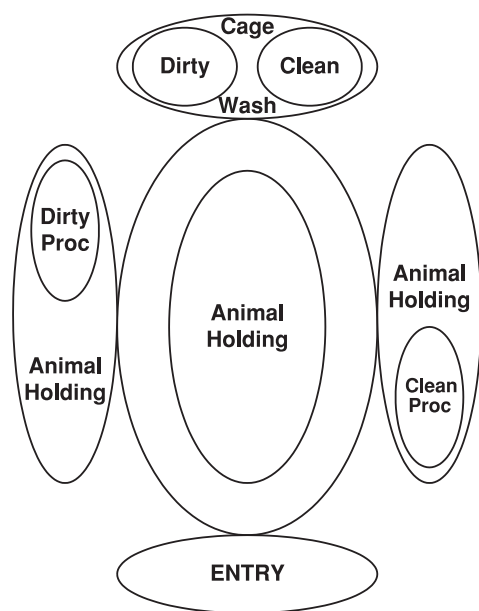 Cage
Dirty
Clean
Wash
Dirty
Proc
Animal
Holding
Animal
Holding
Animal
Holding
Clean
Proc
ENTRY